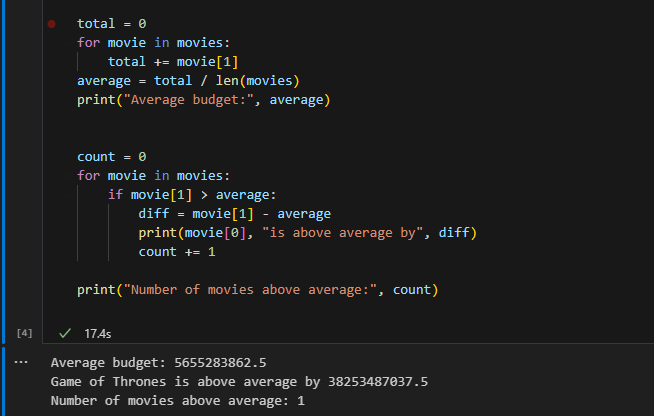 total = 0
for movie in movies:
    total += movie[1]
average = total / len(movies)
print("Average budget:", average)
count = 0
for movie in movies:
    if movie[1] > average:
        diff = movie[1] - average
        print(movie[0], "is above average by", diff)
        count += 1
print("Number of movies above average:", count)
[4] ✓ 17.4s
... Average budget: 5655283862.5
Game of Thrones is above average by 38253487037.5
Number of movies above average: 1